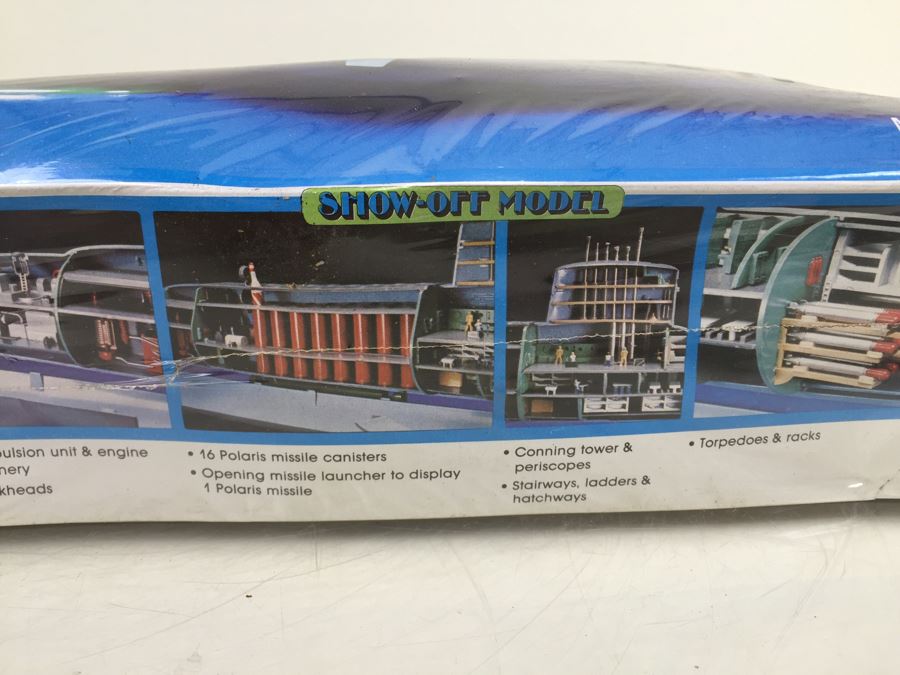 SHOW-OFF MODEL
ulsion unit & engine
nery
kheads
• 16 Polaris missile canisters
• Opening missile launcher to display
1 Polaris missile
• Conning tower &
periscopes
• Stairways, ladders &
hatchways
• Torpedoes & racks